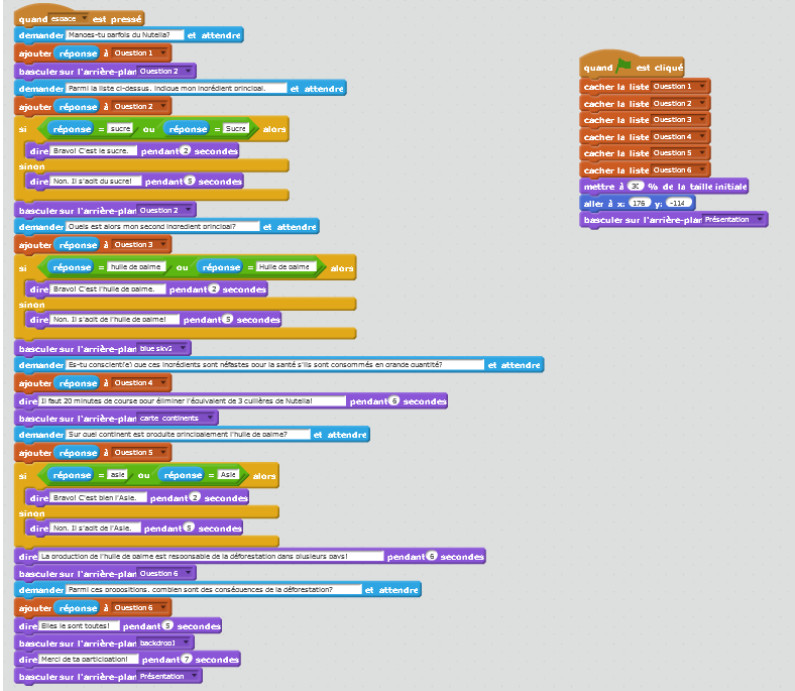 quand espace est pressé
demander Manges-tu parfois du Nutella? et attendre
ajouter réponse à Question 1
basculer sur l'arrière-plan Question 2
demander Parmi la liste ci-dessus, indique mon ingrédient principal. et attendre
ajouter réponse à Question 2
si réponse = sucre ou réponse = Sucre alors
dire Bravo! C'est le sucre. pendant 2 secondes
sinon
dire Non. Il s'agit du sucre! pendant 5 secondes
basculer sur l'arrière-plan Question 2
demander Quels est alors mon second ingrédient principal? et attendre
ajouter réponse à Question 3
si réponse = huile de palme ou réponse = Huile de palme alors
dire Bravo! C'est l'huile de palme. pendant 2 secondes
sinon
dire Non. Il s'agit de l'huile de palme! pendant 5 secondes
basculer sur l'arrière-plan blue sky2
demander Es-tu conscient(e) que ces ingrédients sont néfastes pour la santé s'ils sont consommés en grande quantité? et attendre
ajouter réponse à Question 4
dire Il faut 20 minutes de course pour éliminer l'équivalent de 3 cuillères de Nutella! pendant 6 secondes
basculer sur l'arrière-plan carte continents
demander Sur quel continent est produite principalement l'huile de palme? et attendre
ajouter réponse à Question 5
si réponse = asie ou réponse = Asie alors
dire Bravo! C'est bien l'Asie. pendant 2 secondes
sinon
dire Non. Il s'agit de l'Asie. pendant 5 secondes
dire La production de l'huile de palme est responsable de la déforestation dans plusieurs pays! pendant 6 secondes
basculer sur l'arrière-plan Question 6
demander Parmi ces propositions, combien sont des conséquences de la déforestation? et attendre
ajouter réponse à Question 6
dire Elles le sont toutes! pendant 5 secondes
basculer sur l'arrière-plan backdrop1
dire Merci de ta participation! pendant 7 secondes
basculer sur l'arrière-plan Présentation
quand est cliqué
cacher la liste Question 1
cacher la liste Question 2
cacher la liste Question 3
cacher la liste Question 4
cacher la liste Question 5
cacher la liste Question 6
mettre à % de la taille initiale
aller à x: 176 y: -114
basculer sur l'arrière-plan Présentation